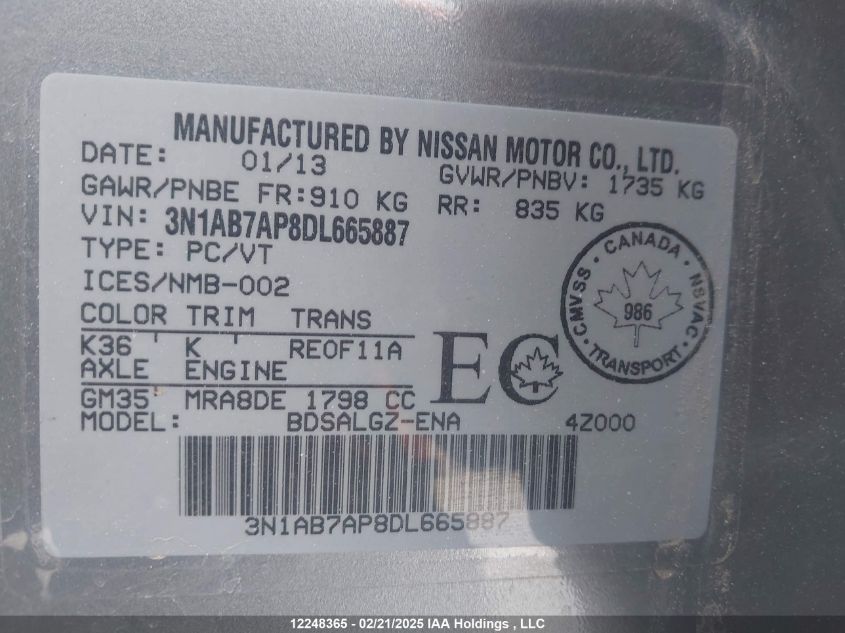 MANUFACTURED BY NISSAN MOTOR CO., LTD.
DATE: 01/13 GVWR/PNBV: 1735 KG
GAWR/PNBE FR:910 KG RR: 835 KG
VIN: 3N1AB7AP8DL665887
TYPE: PC/VT
ICES/NMB-002
COLOR TRIM TRANS
K36 K REOF11A
AXLE ENGINE
GM35 MRA8DE 1798 CC
MODEL: BDSALGZ-ENA 4Z000
EC
CANADA
CMVSS 986 NSVAC
TRANSPORT
3N1AB7AP8DL665887
12248365 - 02/21/2025 IAA Holdings , LLC